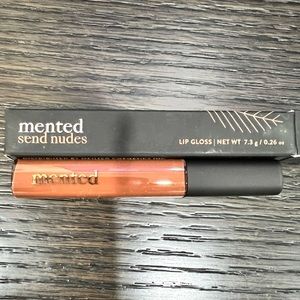 mented
send nudes
LIP GLOSS | NET WT 7.3 g / 0.26 oz
mented